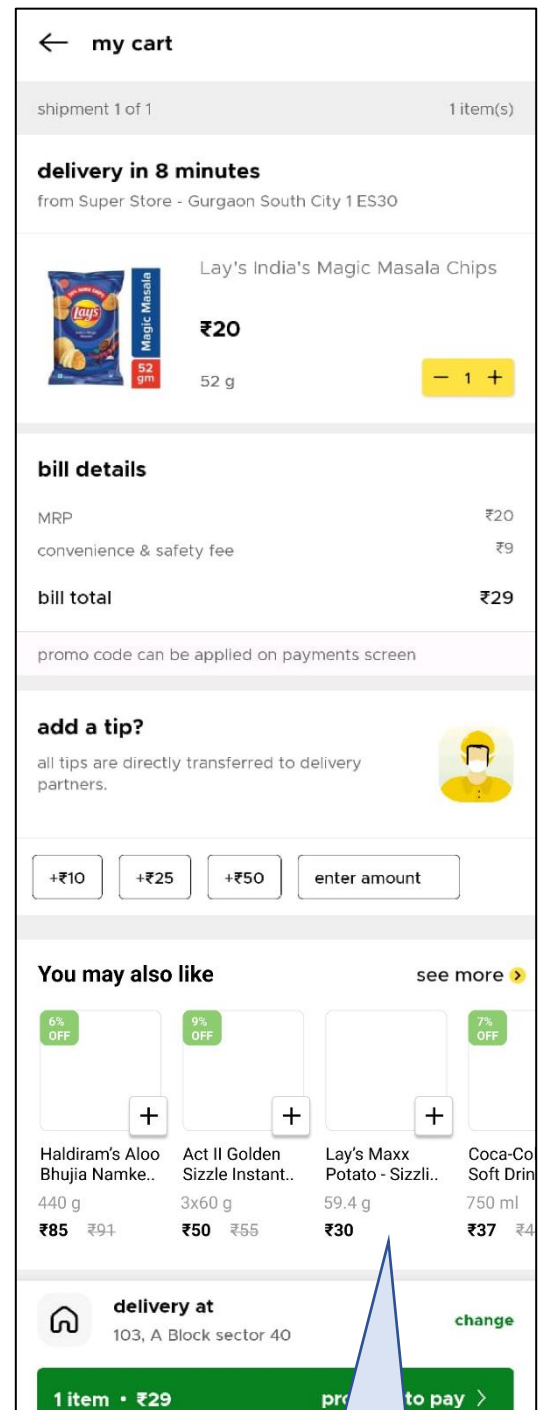 my cart
shipment 1 of 1 1 item(s)
delivery in 8 minutes
from Super Store - Gurgaon South City 1 ES30
Lay's India's Magic Masala Chips
Lay's
Magic Masala
52
gm
₹20
52 g
− 1 +
bill details
MRP ₹20
convenience & safety fee ₹9
bill total ₹29
promo code can be applied on payments screen
add a tip?
all tips are directly transferred to delivery
partners.
+₹10 +₹25 +₹50 enter amount
You may also like see more
6%
OFF
9%
OFF
7%
OFF
+ + +
Haldiram's Aloo
Bhujia Namke..
440 g
₹85 ₹91
Act II Golden
Sizzle Instant..
3x60 g
₹50 ₹55
Lay's Maxx
Potato - Sizzli..
59.4 g
₹30
Coca-Co
Soft Drin
750 ml
₹37 ₹4
delivery at
103, A Block sector 40
change
1 item • ₹29 to pay